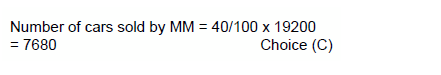 Number of cars sold by MM = 40/100 x 19200
= 7680 Choice (C)